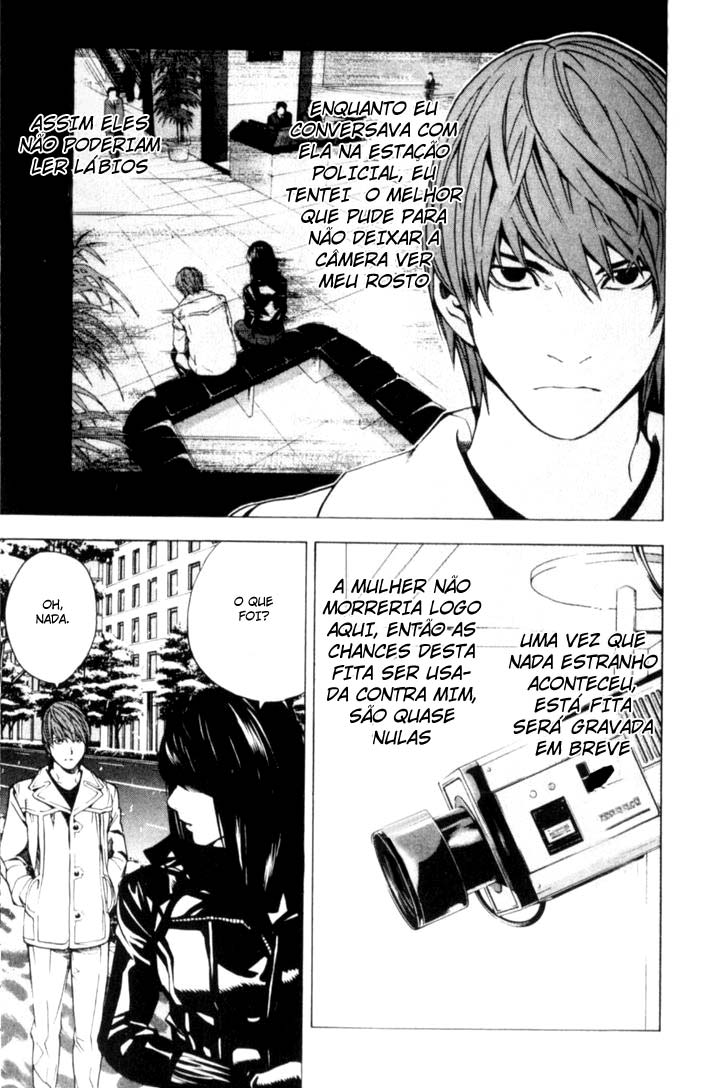 ENQUANTO EU
CONVERSAVA COM
ELA NA ESTAÇÃO
POLICIAL, EU
TENTEI O MELHOR
QUE PUDE PARA
NÃO DEIXAR A
CÂMERA VER
MEU ROSTO
ASSIM ELES
NÃO PODERIAM
LER LÁBIOS
UMA VEZ QUE
NADA ESTRANHO
ACONTECEU,
ESTÁ FITA
SERÁ GRAVADA
EM BREVE
A MULHER NÃO
MORRERIA LOGO
AQUI, ENTÃO AS
CHANCES DESTA
FITA SER USA-
DA CONTRA MIM,
SÃO QUASE
NULAS
O QUE
FOI?
OH,
NADA.